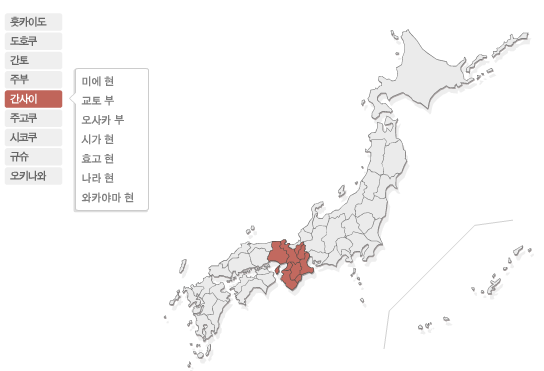 홋카이도
도호쿠
간토
주부
간사이
주고쿠
시코쿠
규슈
오키나와
미에 현
교토 부
오사카 부
시가 현
효고 현
나라 현
와카야마 현